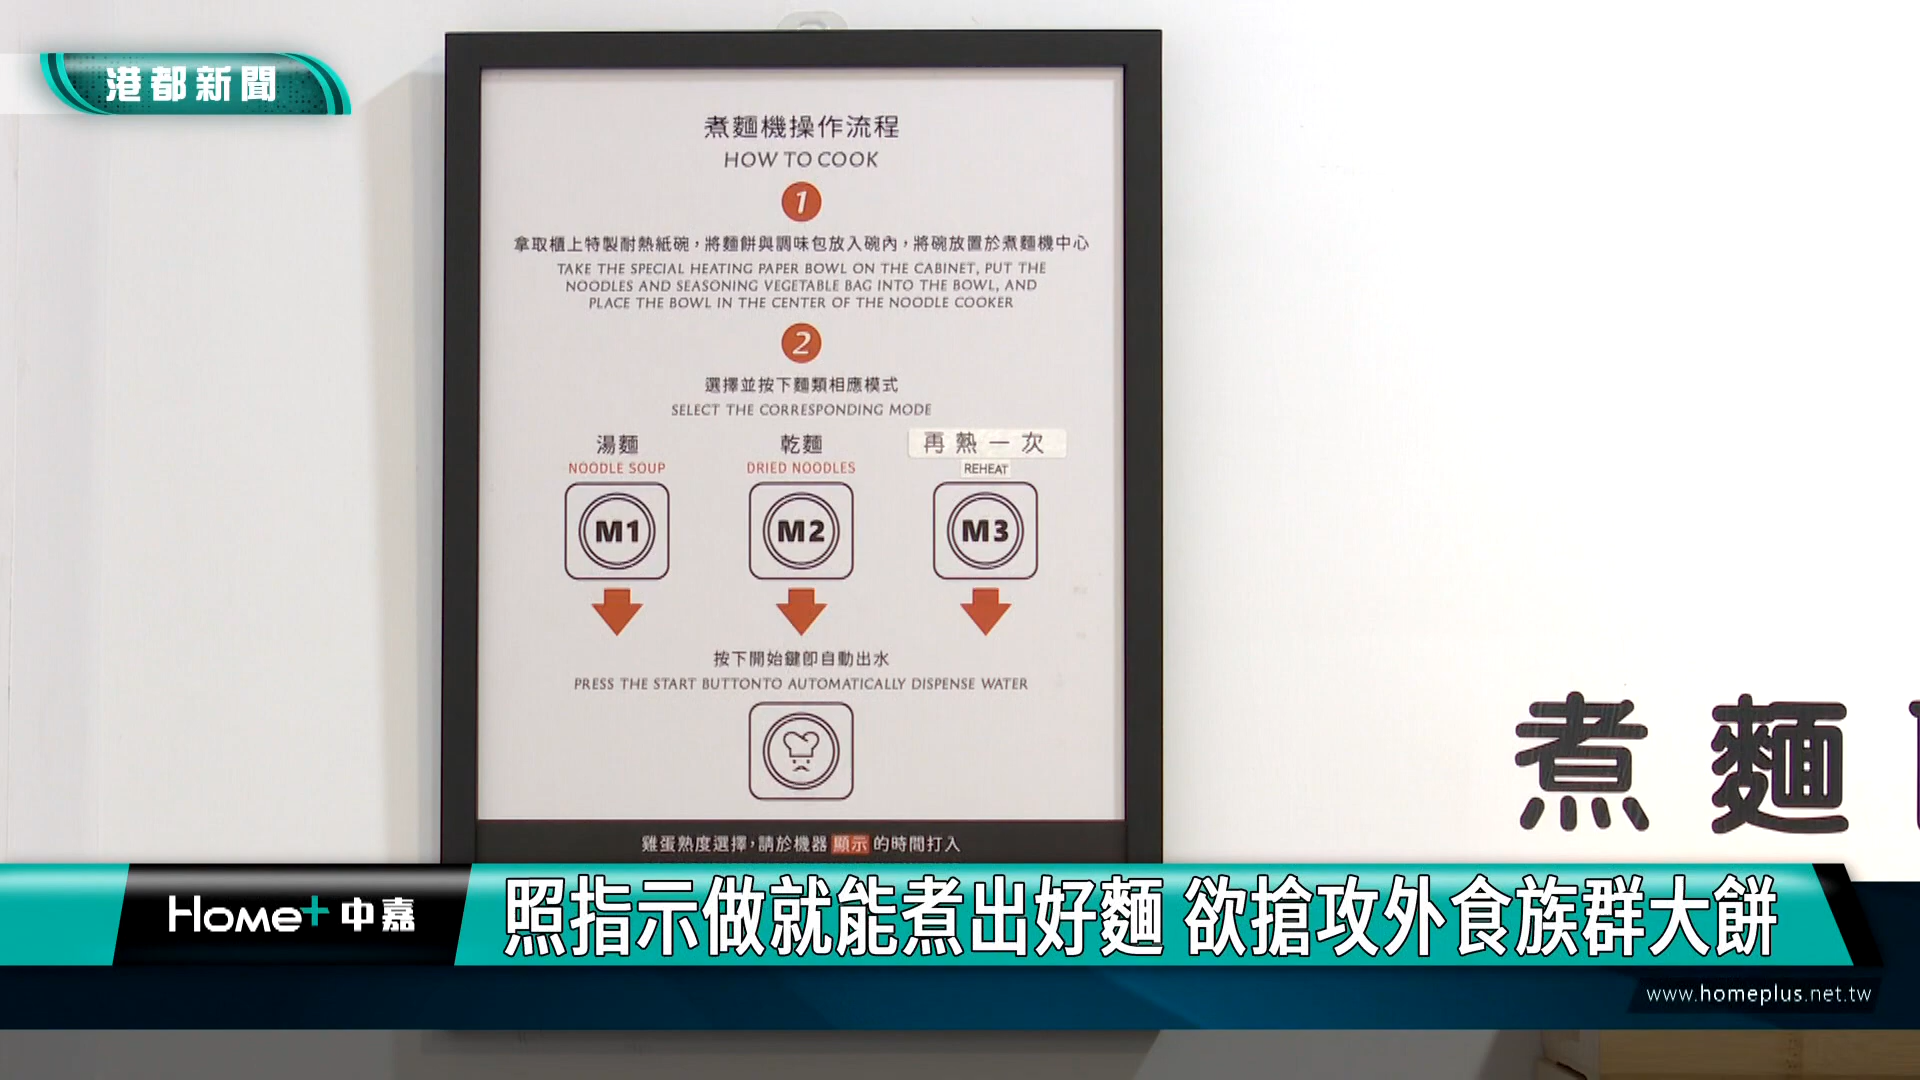 港都新聞
煮麵機操作流程
HOW TO COOK
1
拿取櫃上特製耐熱紙碗，將麵餅與調味包放入碗內，將碗放置於煮麵機中心
TAKE THE SPECIAL HEATING PAPER BOWL ON THE CABINET, PUT THE
NOODLES AND SEASONING VEGETABLE BAG INTO THE BOWL, AND
PLACE THE BOWL IN THE CENTER OF THE NOODLE COOKER
2
選擇並按下麵類相應模式
SELECT THE CORRESPONDING MODE
湯麵 乾麵 再熱一次
NOODLE SOUP DRIED NOODLES REHEAT
M1 M2 M3
按下開始鍵卽自動出水
PRESS THE START BUTTONTO AUTOMATICALLY DISPENSE WATER
煮麵
雞蛋熟度選擇，請於機器顯示的時間打入
Home+中嘉
照指示做就能煮出好麵 欲搶攻外食族群大餅
www.homeplus.net.tw